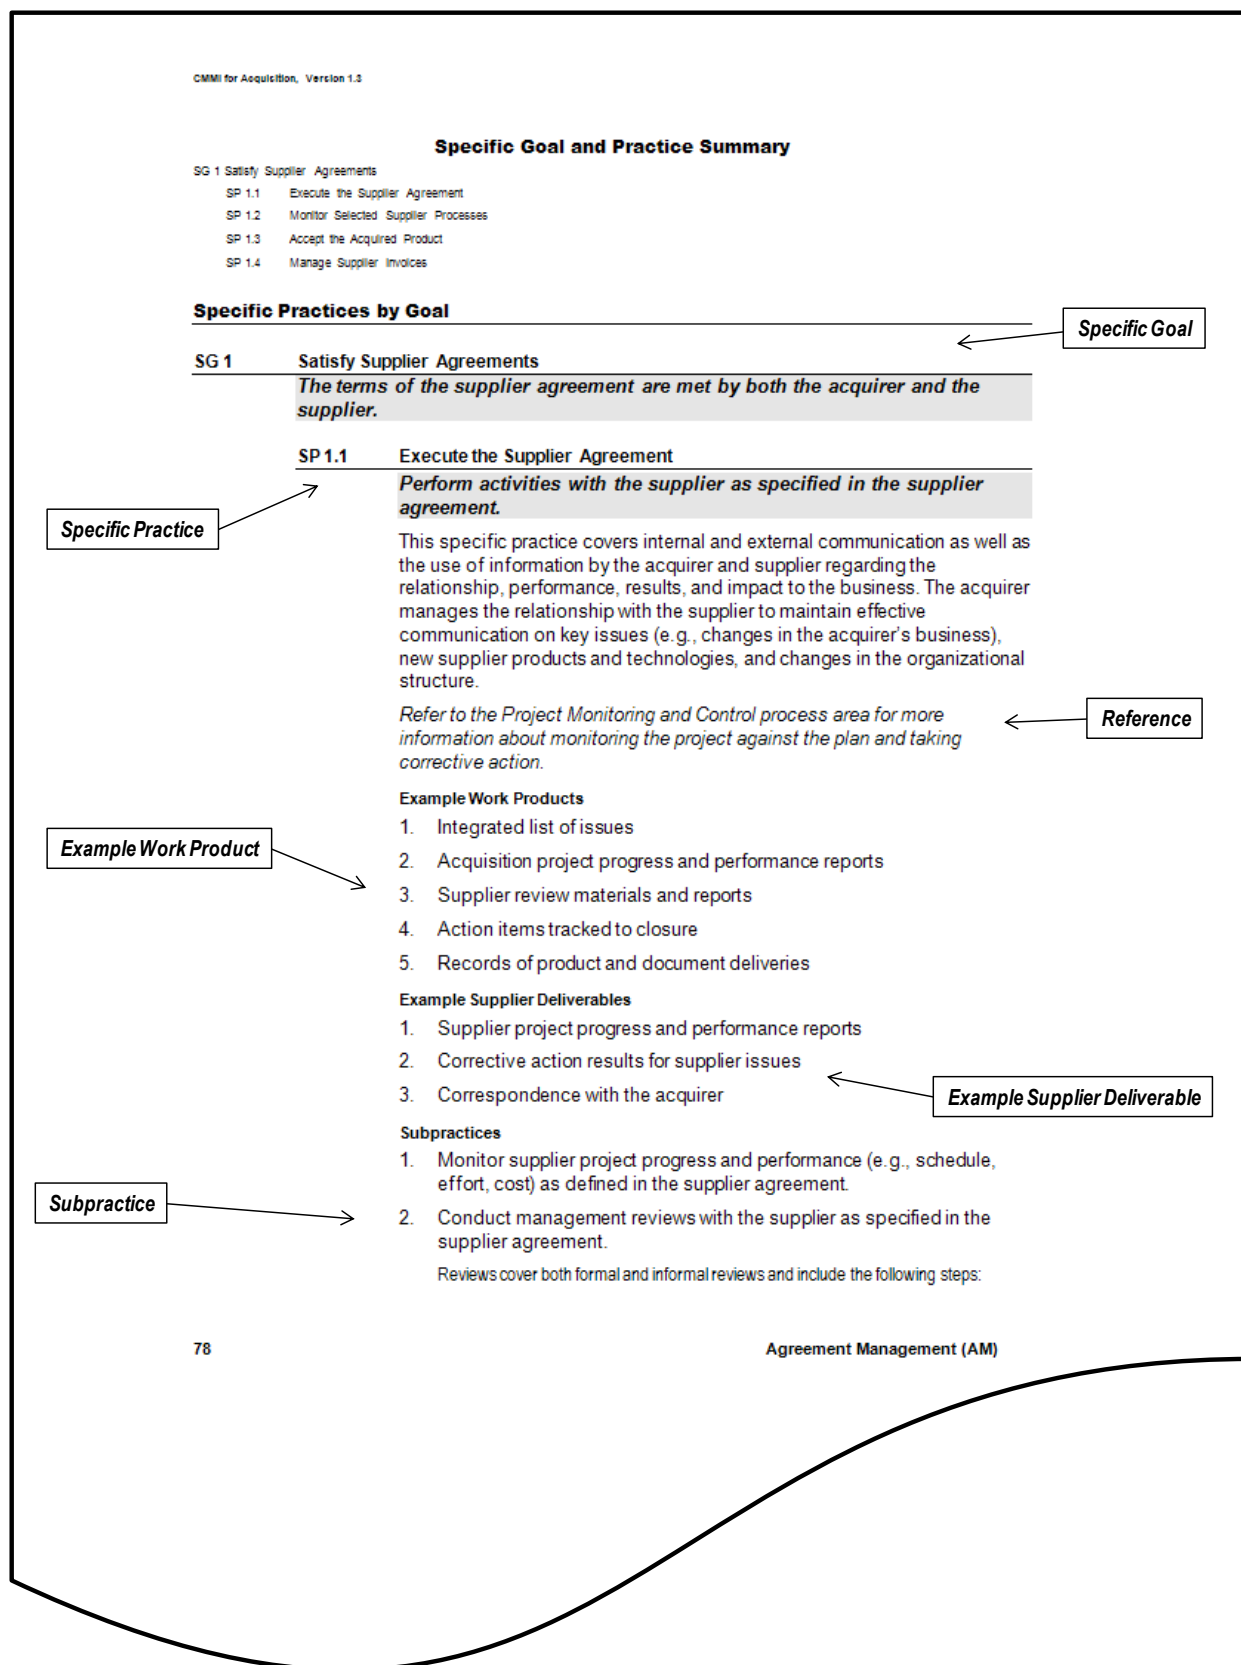 CMMI for Acquisition, Version 1.3
Specific Goal and Practice Summary
SG 1 Satisfy Supplier Agreements
SP 1.1 Execute the Supplier Agreement
SP 1.2 Monitor Selected Supplier Processes
SP 1.3 Accept the Acquired Product
SP 1.4 Manage Supplier Invoices
Specific Practices by Goal
Specific Goal
SG 1 Satisfy Supplier Agreements
The terms of the supplier agreement are met by both the acquirer and the
supplier.
SP 1.1 Execute the Supplier Agreement
Perform activities with the supplier as specified in the supplier
agreement.
Specific Practice
This specific practice covers internal and external communication as well as
the use of information by the acquirer and supplier regarding the
relationship, performance, results, and impact to the business. The acquirer
manages the relationship with the supplier to maintain effective
communication on key issues (e.g., changes in the acquirer's business),
new supplier products and technologies, and changes in the organizational
structure.
Refer to the Project Monitoring and Control process area for more
information about monitoring the project against the plan and taking
corrective action.
Reference
Example Work Products
1. Integrated list of issues
Example Work Product
2. Acquisition project progress and performance reports
3. Supplier review materials and reports
4. Action items tracked to closure
5. Records of product and document deliveries
Example Supplier Deliverables
1. Supplier project progress and performance reports
2. Corrective action results for supplier issues
3. Correspondence with the acquirer
Example Supplier Deliverable
Subpractices
1. Monitor supplier project progress and performance (e.g., schedule,
effort, cost) as defined in the supplier agreement.
Subpractice
2. Conduct management reviews with the supplier as specified in the
supplier agreement.
Reviews cover both formal and informal reviews and include the following steps:
78 Agreement Management (AM)